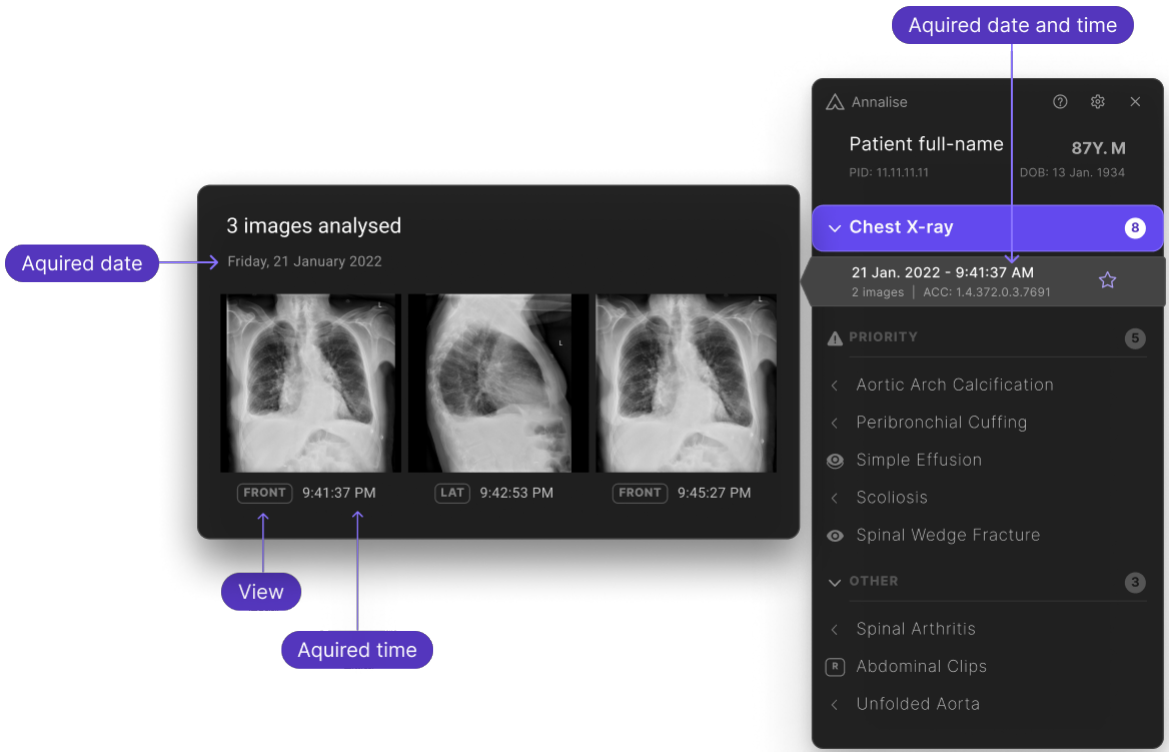 Aquired date and time
Annalise
Patient full-name
87Y. M
PID: 11.11.11.11
DOB: 13 Jan. 1934
Chest X-ray
8
21 Jan. 2022 - 9:41:37 AM
2 images | ACC: 1.4.372.0.3.7691
PRIORITY
5
Aortic Arch Calcification
Peribronchial Cuffing
Simple Effusion
Scoliosis
Spinal Wedge Fracture
OTHER
3
Spinal Arthritis
R
Abdominal Clips
Unfolded Aorta
3 images analysed
Aquired date
Friday, 21 January 2022
L
L
L
FRONT 9:41:37 PM
LAT 9:42:53 PM
FRONT 9:45:27 PM
View
Aquired time